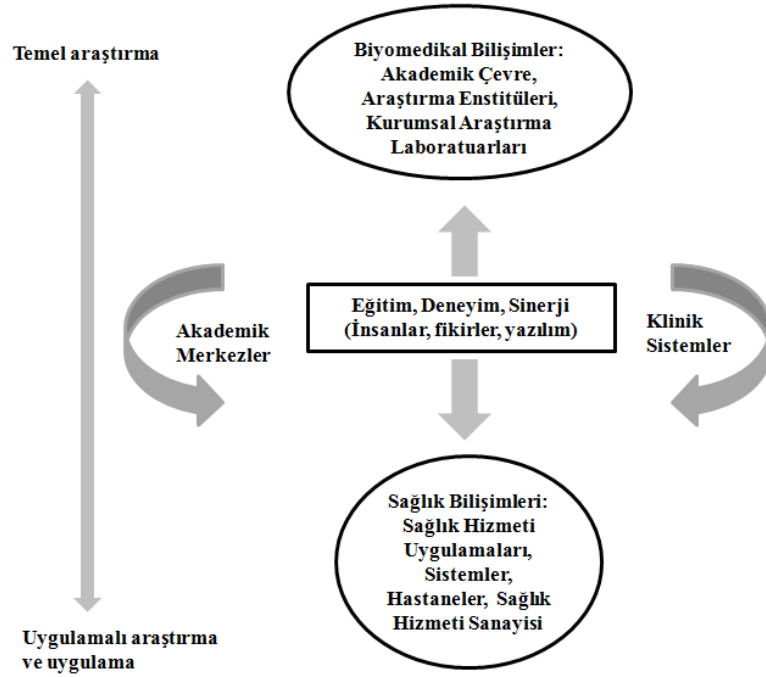 Temel araştırma
Biyomedikal Bilişimler:
Akademik Çevre,
Araştırma Enstitüleri,
Kurumsal Araştırma
Laboratuarları
Eğitim, Deneyim, Sinerji
(İnsanlar, fikirler, yazılım)
Akademik
Merkezler
Klinik
Sistemler
Sağlık Bilişimleri:
Sağlık Hizmeti
Uygulamaları,
Sistemler,
Hastaneler, Sağlık
Hizmeti Sanayisi
Uygulamalı araştırma
ve uygulama